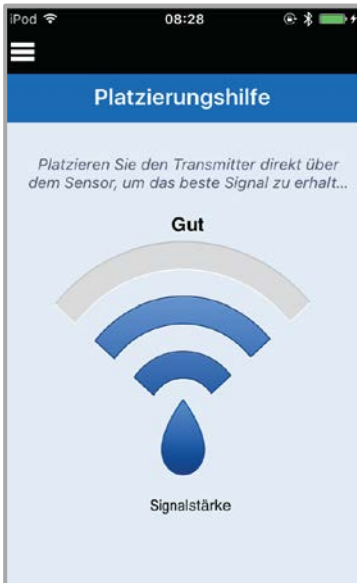 iPod 08:28
Platzierungshilfe
Platzieren Sie den Transmitter direkt über
dem Sensor, um das beste Signal zu erhalt...
Gut
Signalstärke